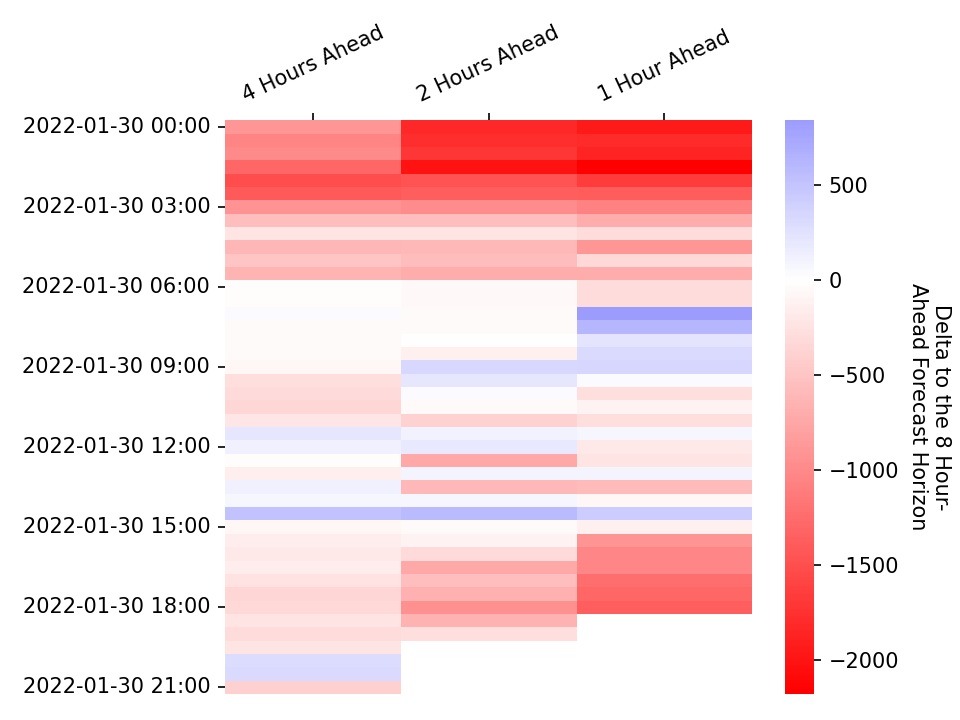 4 Hours Ahead
2 Hours Ahead
1 Hour Ahead
2022-01-30 00:00
2022-01-30 03:00
2022-01-30 06:00
2022-01-30 09:00
2022-01-30 12:00
2022-01-30 15:00
2022-01-30 18:00
2022-01-30 21:00
500
0
−500
−1000
−1500
−2000
Delta to the 8 Hour-
Ahead Forecast Horizon